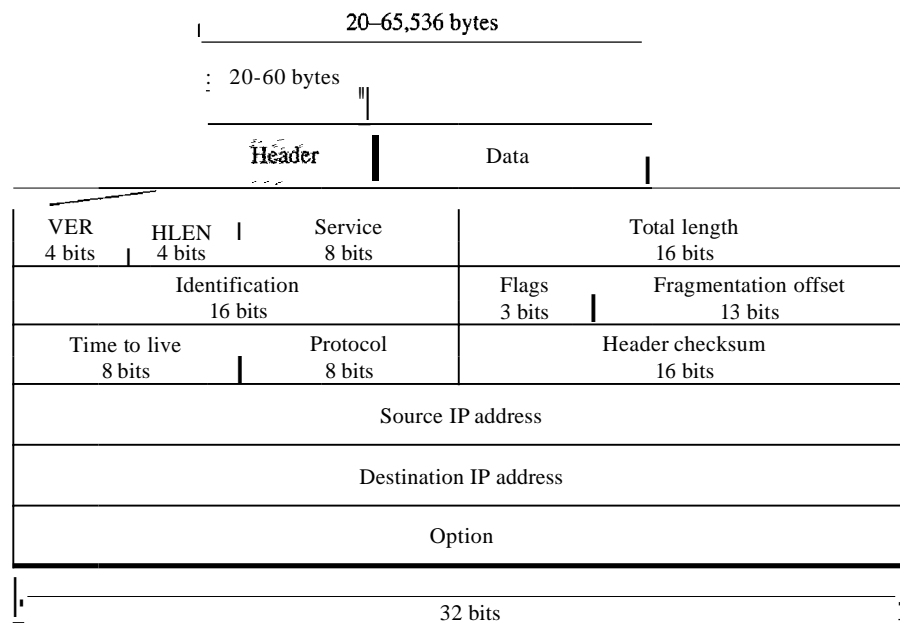 20–65,536 bytes
20-60 bytes
Header Data
VER HLEN Service Total length
4 bits 4 bits 8 bits 16 bits
Identification Flags Fragmentation offset
16 bits 3 bits 13 bits
Time to live Protocol Header checksum
8 bits 8 bits 16 bits
Source IP address
Destination IP address
Option
32 bits